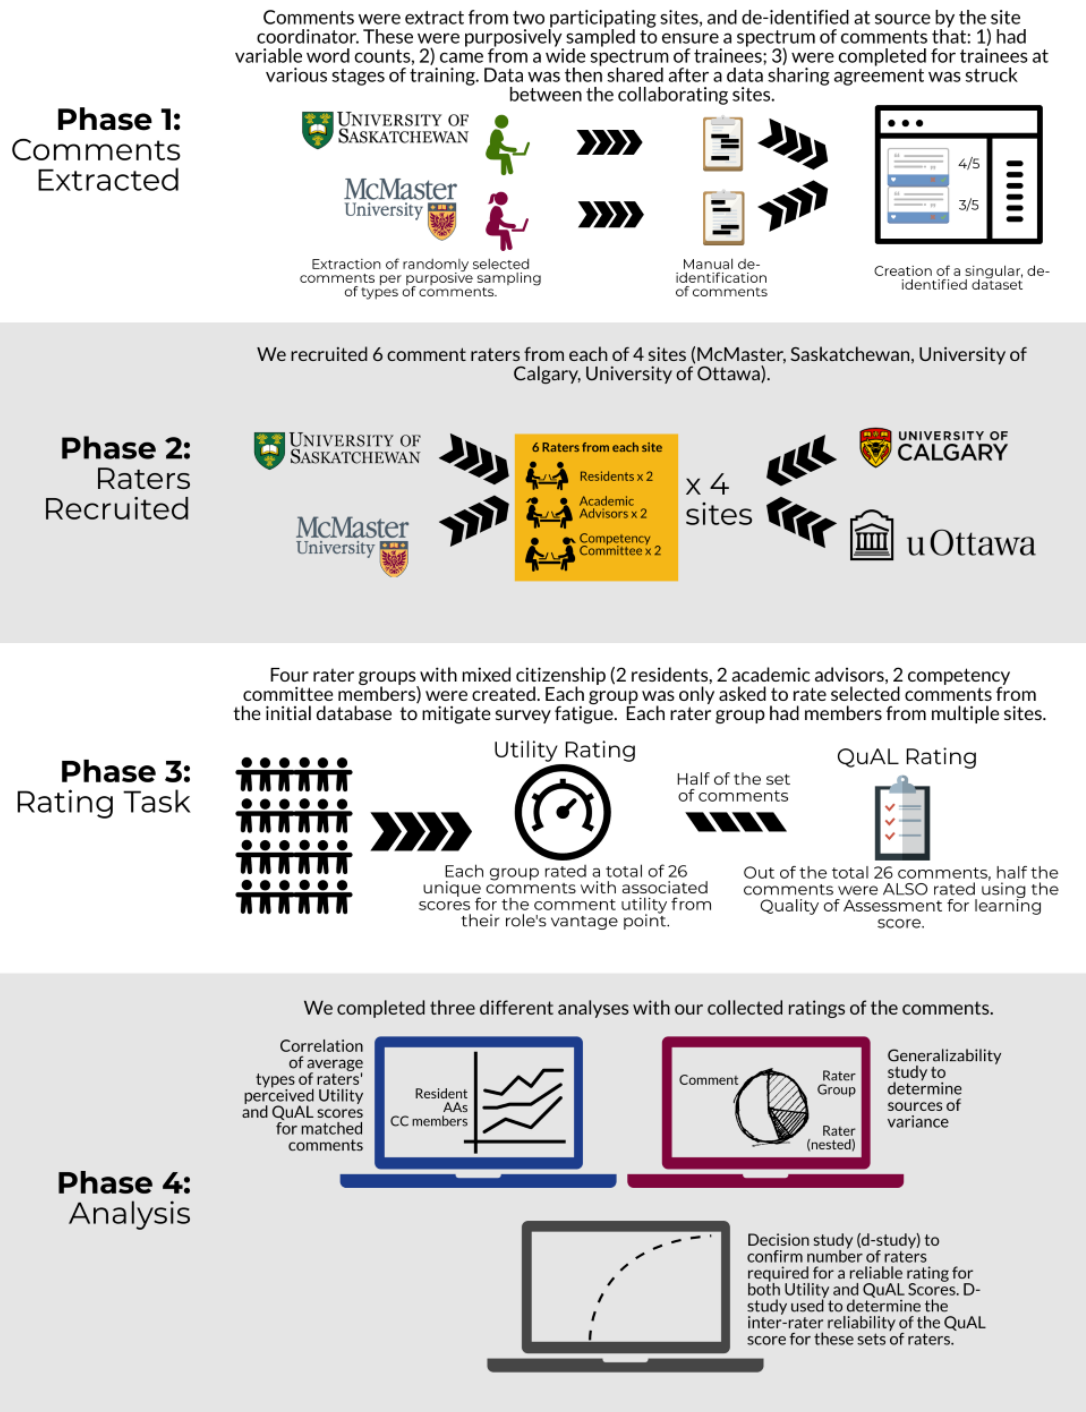 Comments were extract from two participating sites, and de-identified at source by the site
coordinator. These were purposively sampled to ensure a spectrum of comments that: 1) had
variable word counts, 2) came from a wide spectrum of trainees; 3) were completed for trainees at
various stages of training. Data was then shared after a data sharing agreement was struck
between the collaborating sites.
Phase 1:
Comments
Extracted
UNIVERSITY OF
SASKATCHEWAN
McMaster
University
4/5
3/5
Extraction of randomly selected
comments per purposive sampling
of types of comments.
Manual de-
identification
of comments
Creation of a singular, de-
identified dataset
We recruited 6 comment raters from each of 4 sites (McMaster, Saskatchewan, University of
Calgary, University of Ottawa).
Phase 2:
Raters
Recruited
UNIVERSITY OF
SASKATCHEWAN
McMaster
University
6 Raters from each site
Residents x 2
Academic
Advisors x 2
Competency
Committee x 2
x 4
sites
UNIVERSITY OF
CALGARY
uOttawa
Four rater groups with mixed citizenship (2 residents, 2 academic advisors, 2 competency
committee members) were created. Each group was only asked to rate selected comments from
the initial database to mitigate survey fatigue. Each rater group had members from multiple sites.
Phase 3:
Rating Task
Utility Rating
Each group rated a total of 26
unique comments with associated
scores for the comment utility from
their role's vantage point.
Half of the set
of comments
QuAL Rating
Out of the total 26 comments, half the
comments were ALSO rated using the
Quality of Assessment for learning
score.
We completed three different analyses with our collected ratings of the comments.
Phase 4:
Analysis
Correlation
of average
types of raters'
perceived Utility
and QuAL scores
for matched
comments
Resident
AAs
CC members
Comment
Rater
Group
Rater
(nested)
Generalizability
study to
determine
sources of
variance
Decision study (d-study) to
confirm number of raters
required for a reliable rating for
both Utility and QuAL Scores. D-
study used to determine the
inter-rater reliability of the QuAL
score for these sets of raters.